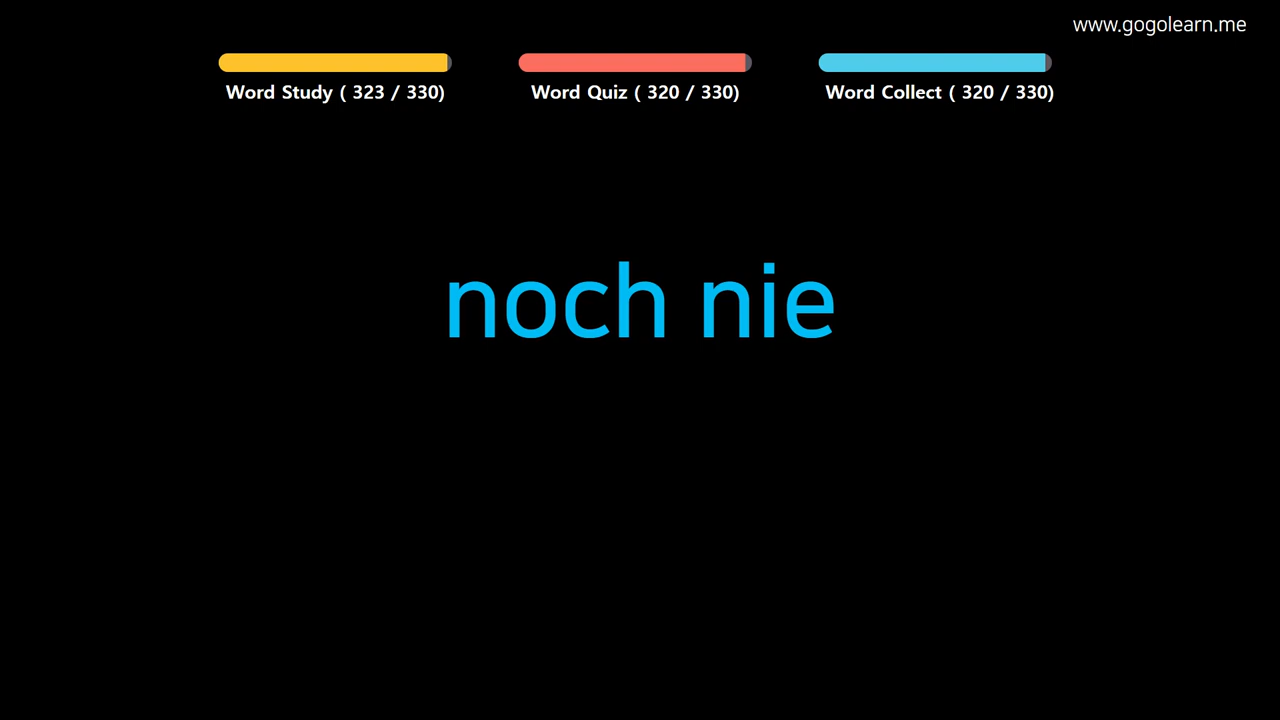 www.gogolearn.me
Word Study ( 323 / 330)
Word Quiz ( 320 / 330)
Word Collect ( 320 / 330)
noch nie